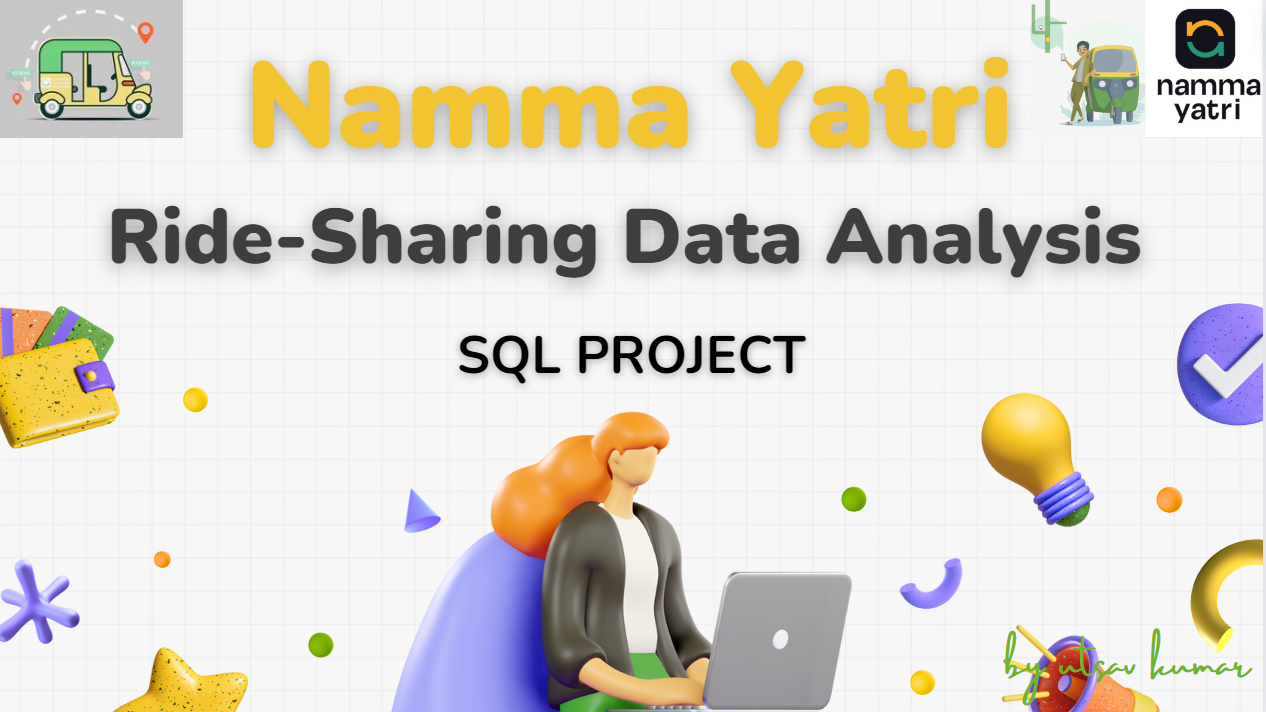 Namma Yatri
namma
yatri
Ride-Sharing Data Analysis
SQL PROJECT
by utsav kumar